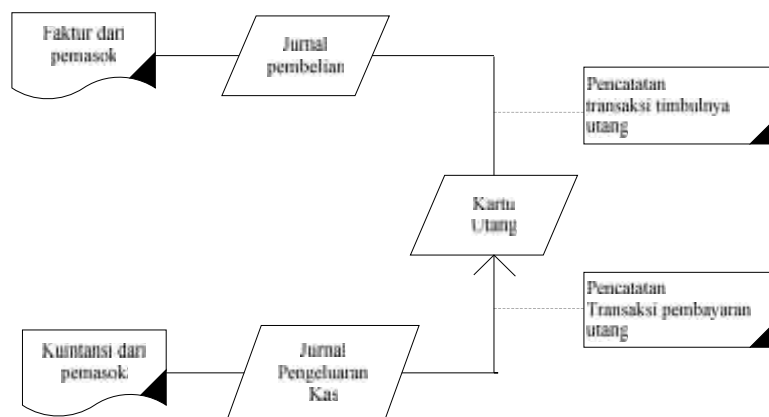 Faktur dari
pemasok
Jurnal
pembelian
Pencatatan
transaksi timbulnya
utang
Kartu
Utang
Pencatatan
Transaksi pembayaran
utang
Kuintansi dari
pemasok
Jurnal
Pengeluaran
Kas